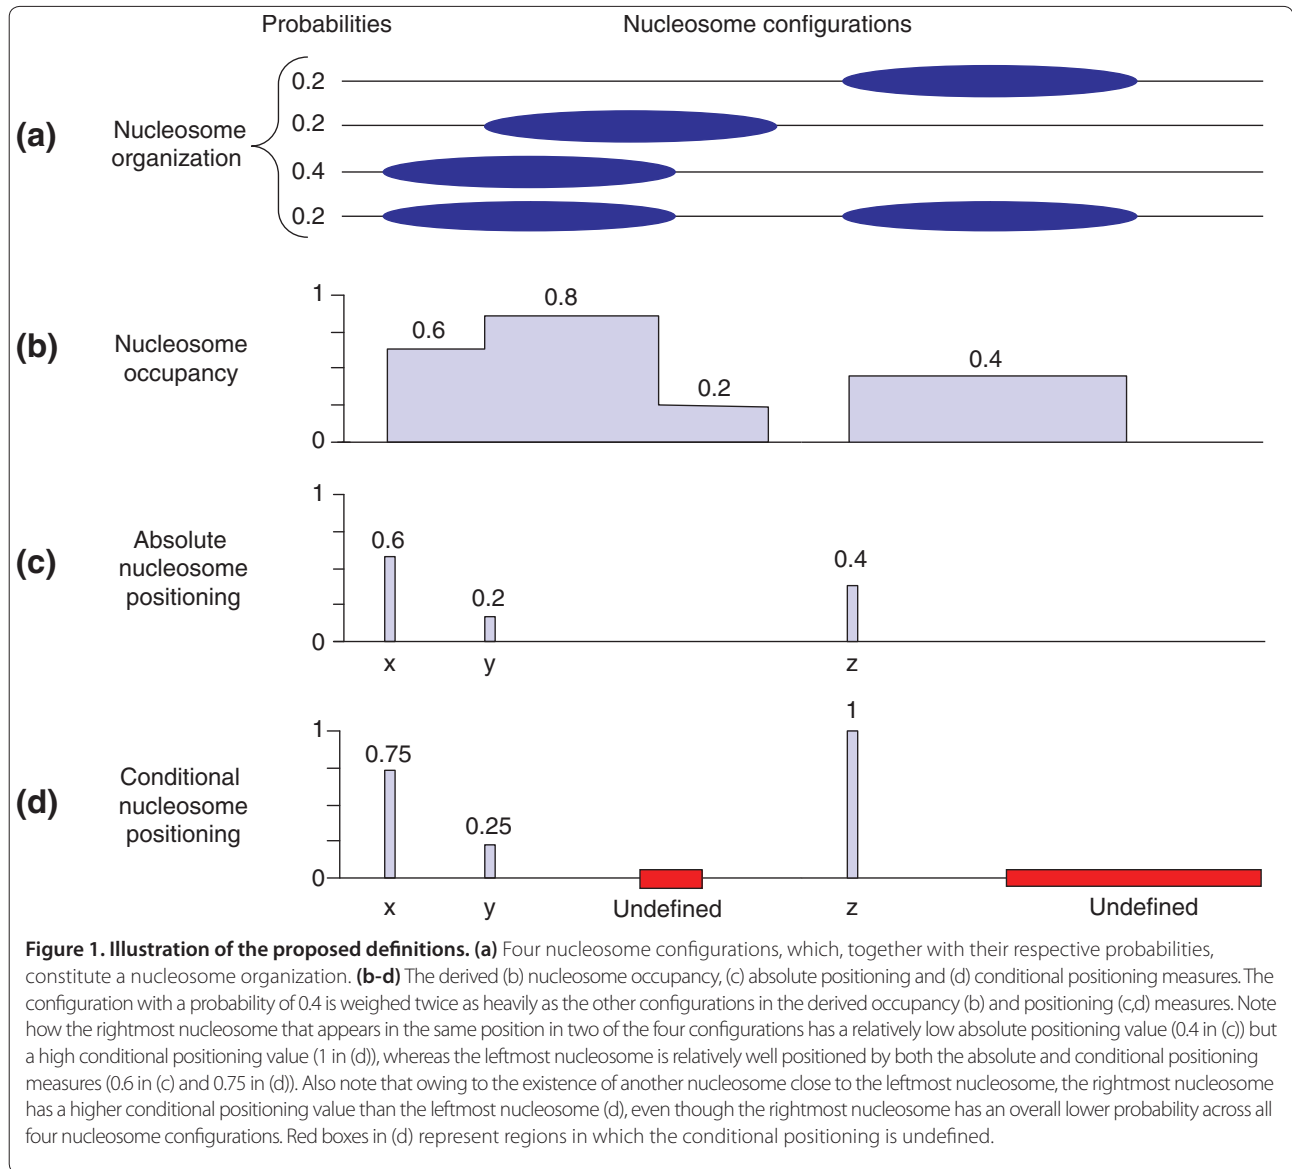 Probabilities Nucleosome configurations
(a)
Nucleosome
organization
0.2
0.2
0.4
0.2
(b)
Nucleosome
occupancy
1
0
0.6
0.8
0.2
0.4
(c)
Absolute
nucleosome
positioning
1
0
0.6
0.2
0.4
x y z
(d)
Conditional
nucleosome
positioning
1
0
0.75
0.25
1
x y Undefined z Undefined
Figure 1. Illustration of the proposed definitions. (a) Four nucleosome configurations, which, together with their respective probabilities,
constitute a nucleosome organization. (b-d) The derived (b) nucleosome occupancy, (c) absolute positioning and (d) conditional positioning measures. The
configuration with a probability of 0.4 is weighed twice as heavily as the other configurations in the derived occupancy (b) and positioning (c,d) measures. Note
how the rightmost nucleosome that appears in the same position in two of the four configurations has a relatively low absolute positioning value (0.4 in (c)) but
a high conditional positioning value (1 in (d)), whereas the leftmost nucleosome is relatively well positioned by both the absolute and conditional positioning
measures (0.6 in (c) and 0.75 in (d)). Also note that owing to the existence of another nucleosome close to the leftmost nucleosome, the rightmost nucleosome
has a higher conditional positioning value than the leftmost nucleosome (d), even though the rightmost nucleosome has an overall lower probability across all
four nucleosome configurations. Red boxes in (d) represent regions in which the conditional positioning is undefined.